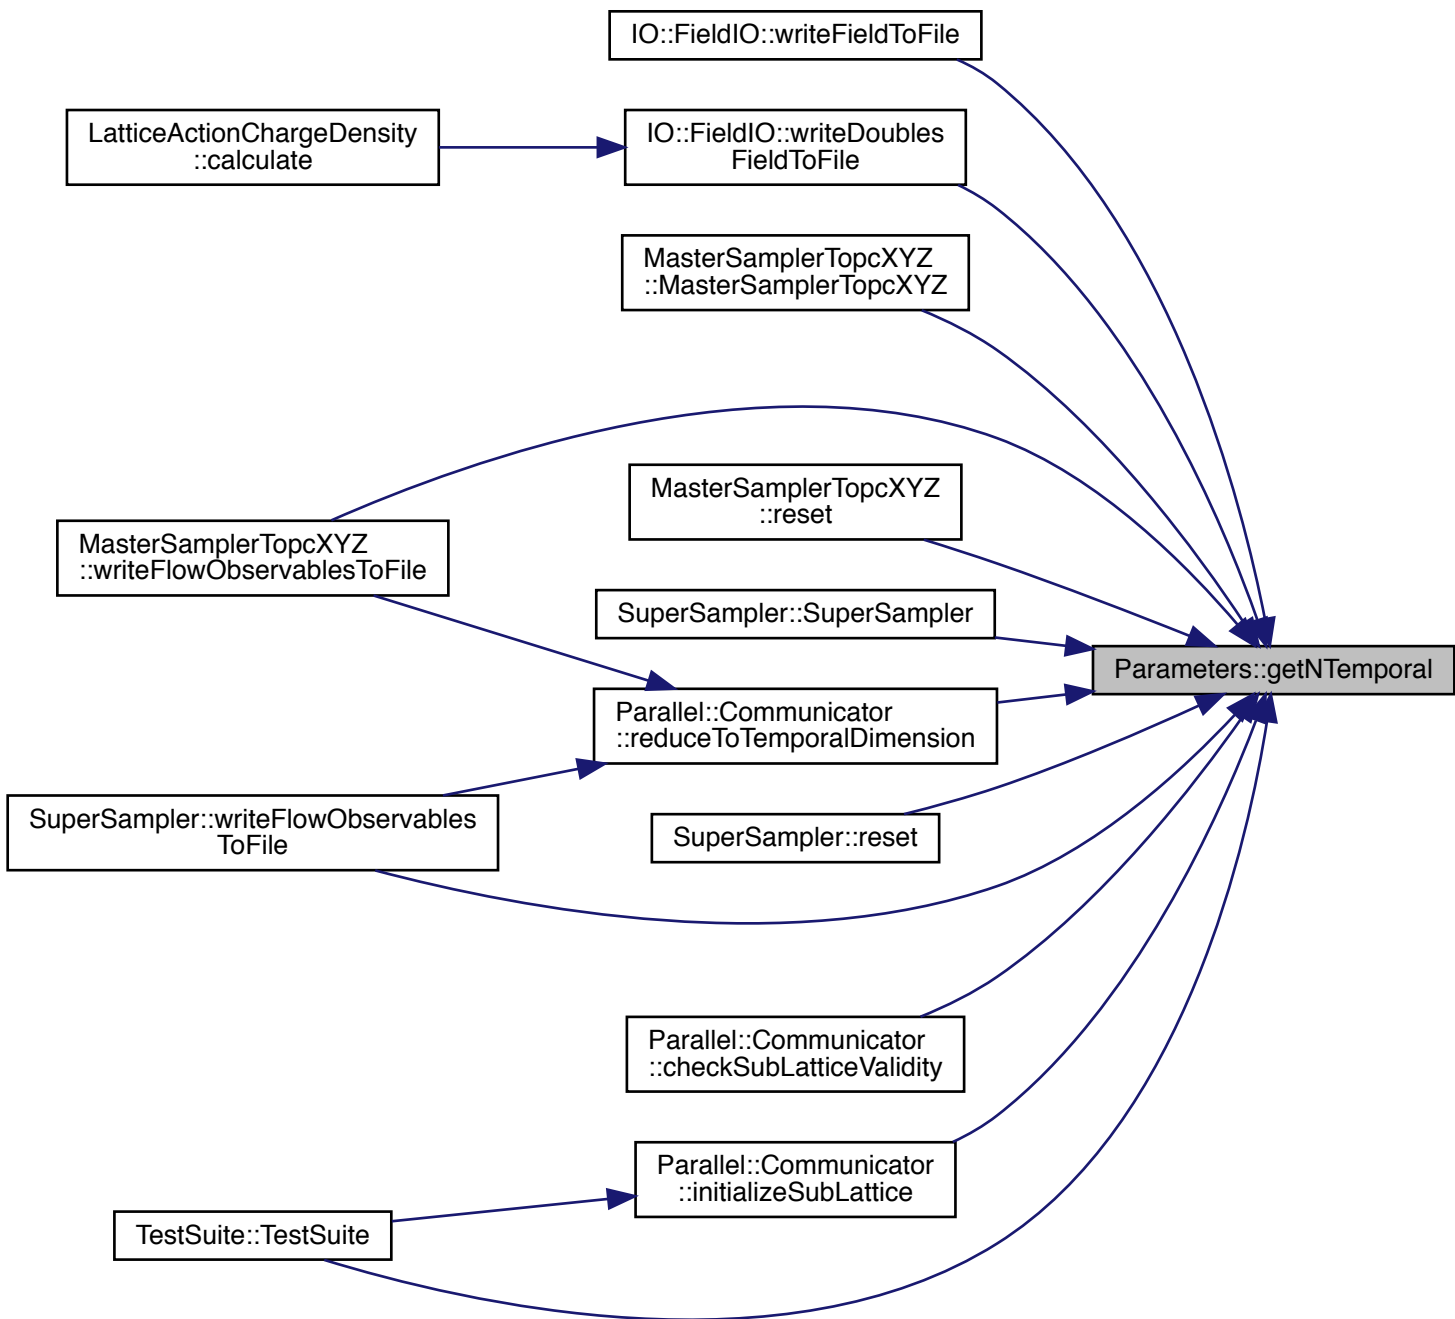 IO::FieldIO::writeFieldToFile
LatticeActionChargeDensity
::calculate
IO::FieldIO::writeDoubles
FieldToFile
MasterSamplerTopcXYZ
::MasterSamplerTopcXYZ
MasterSamplerTopcXYZ
::reset
MasterSamplerTopcXYZ
::writeFlowObservablesToFile
SuperSampler::SuperSampler
Parameters::getNTemporal
Parallel::Communicator
::reduceToTemporalDimension
SuperSampler::writeFlowObservables
ToFile
SuperSampler::reset
Parallel::Communicator
::checkSubLatticeValidity
Parallel::Communicator
::initializeSubLattice
TestSuite::TestSuite